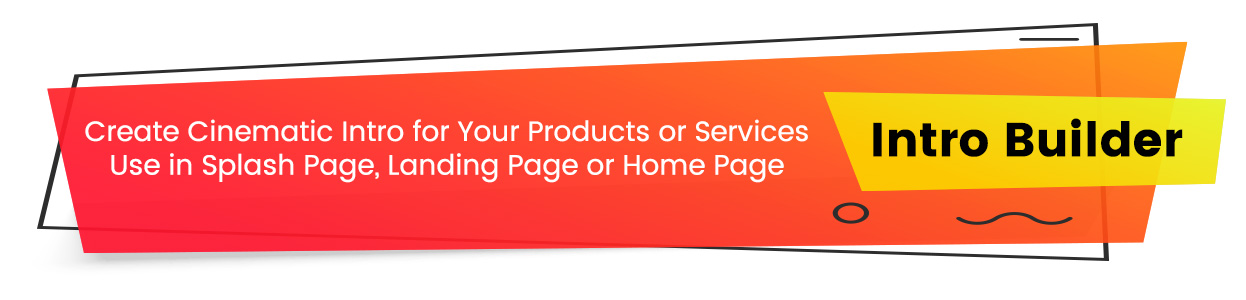 Create Cinematic Intro for Your Products or Services
Use in Splash Page, Landing Page or Home Page
Intro Builder